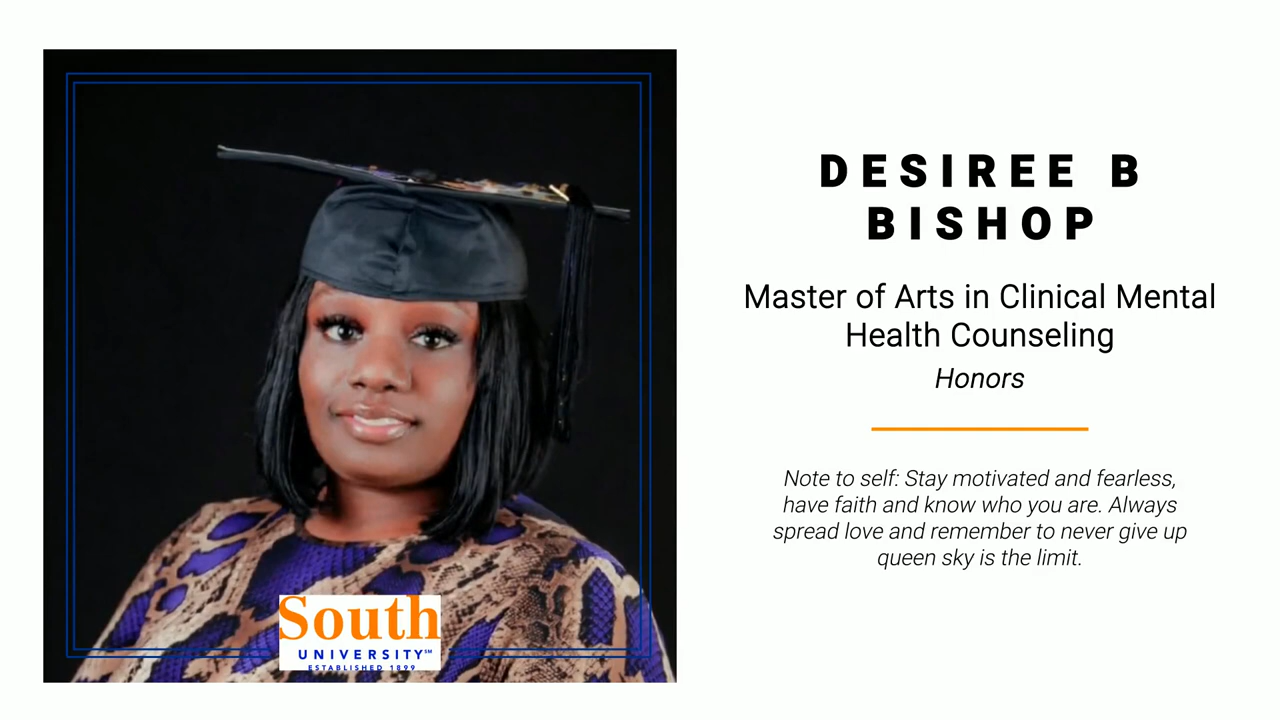 DESIREE B
BISHOP
Master of Arts in Clinical Mental
Health Counseling
Honors
Note to self: Stay motivated and fearless,
have faith and know who you are. Always
spread love and remember to never give up
queen sky is the limit.
South
UNIVERSITY™
ESTABLISHED 1899